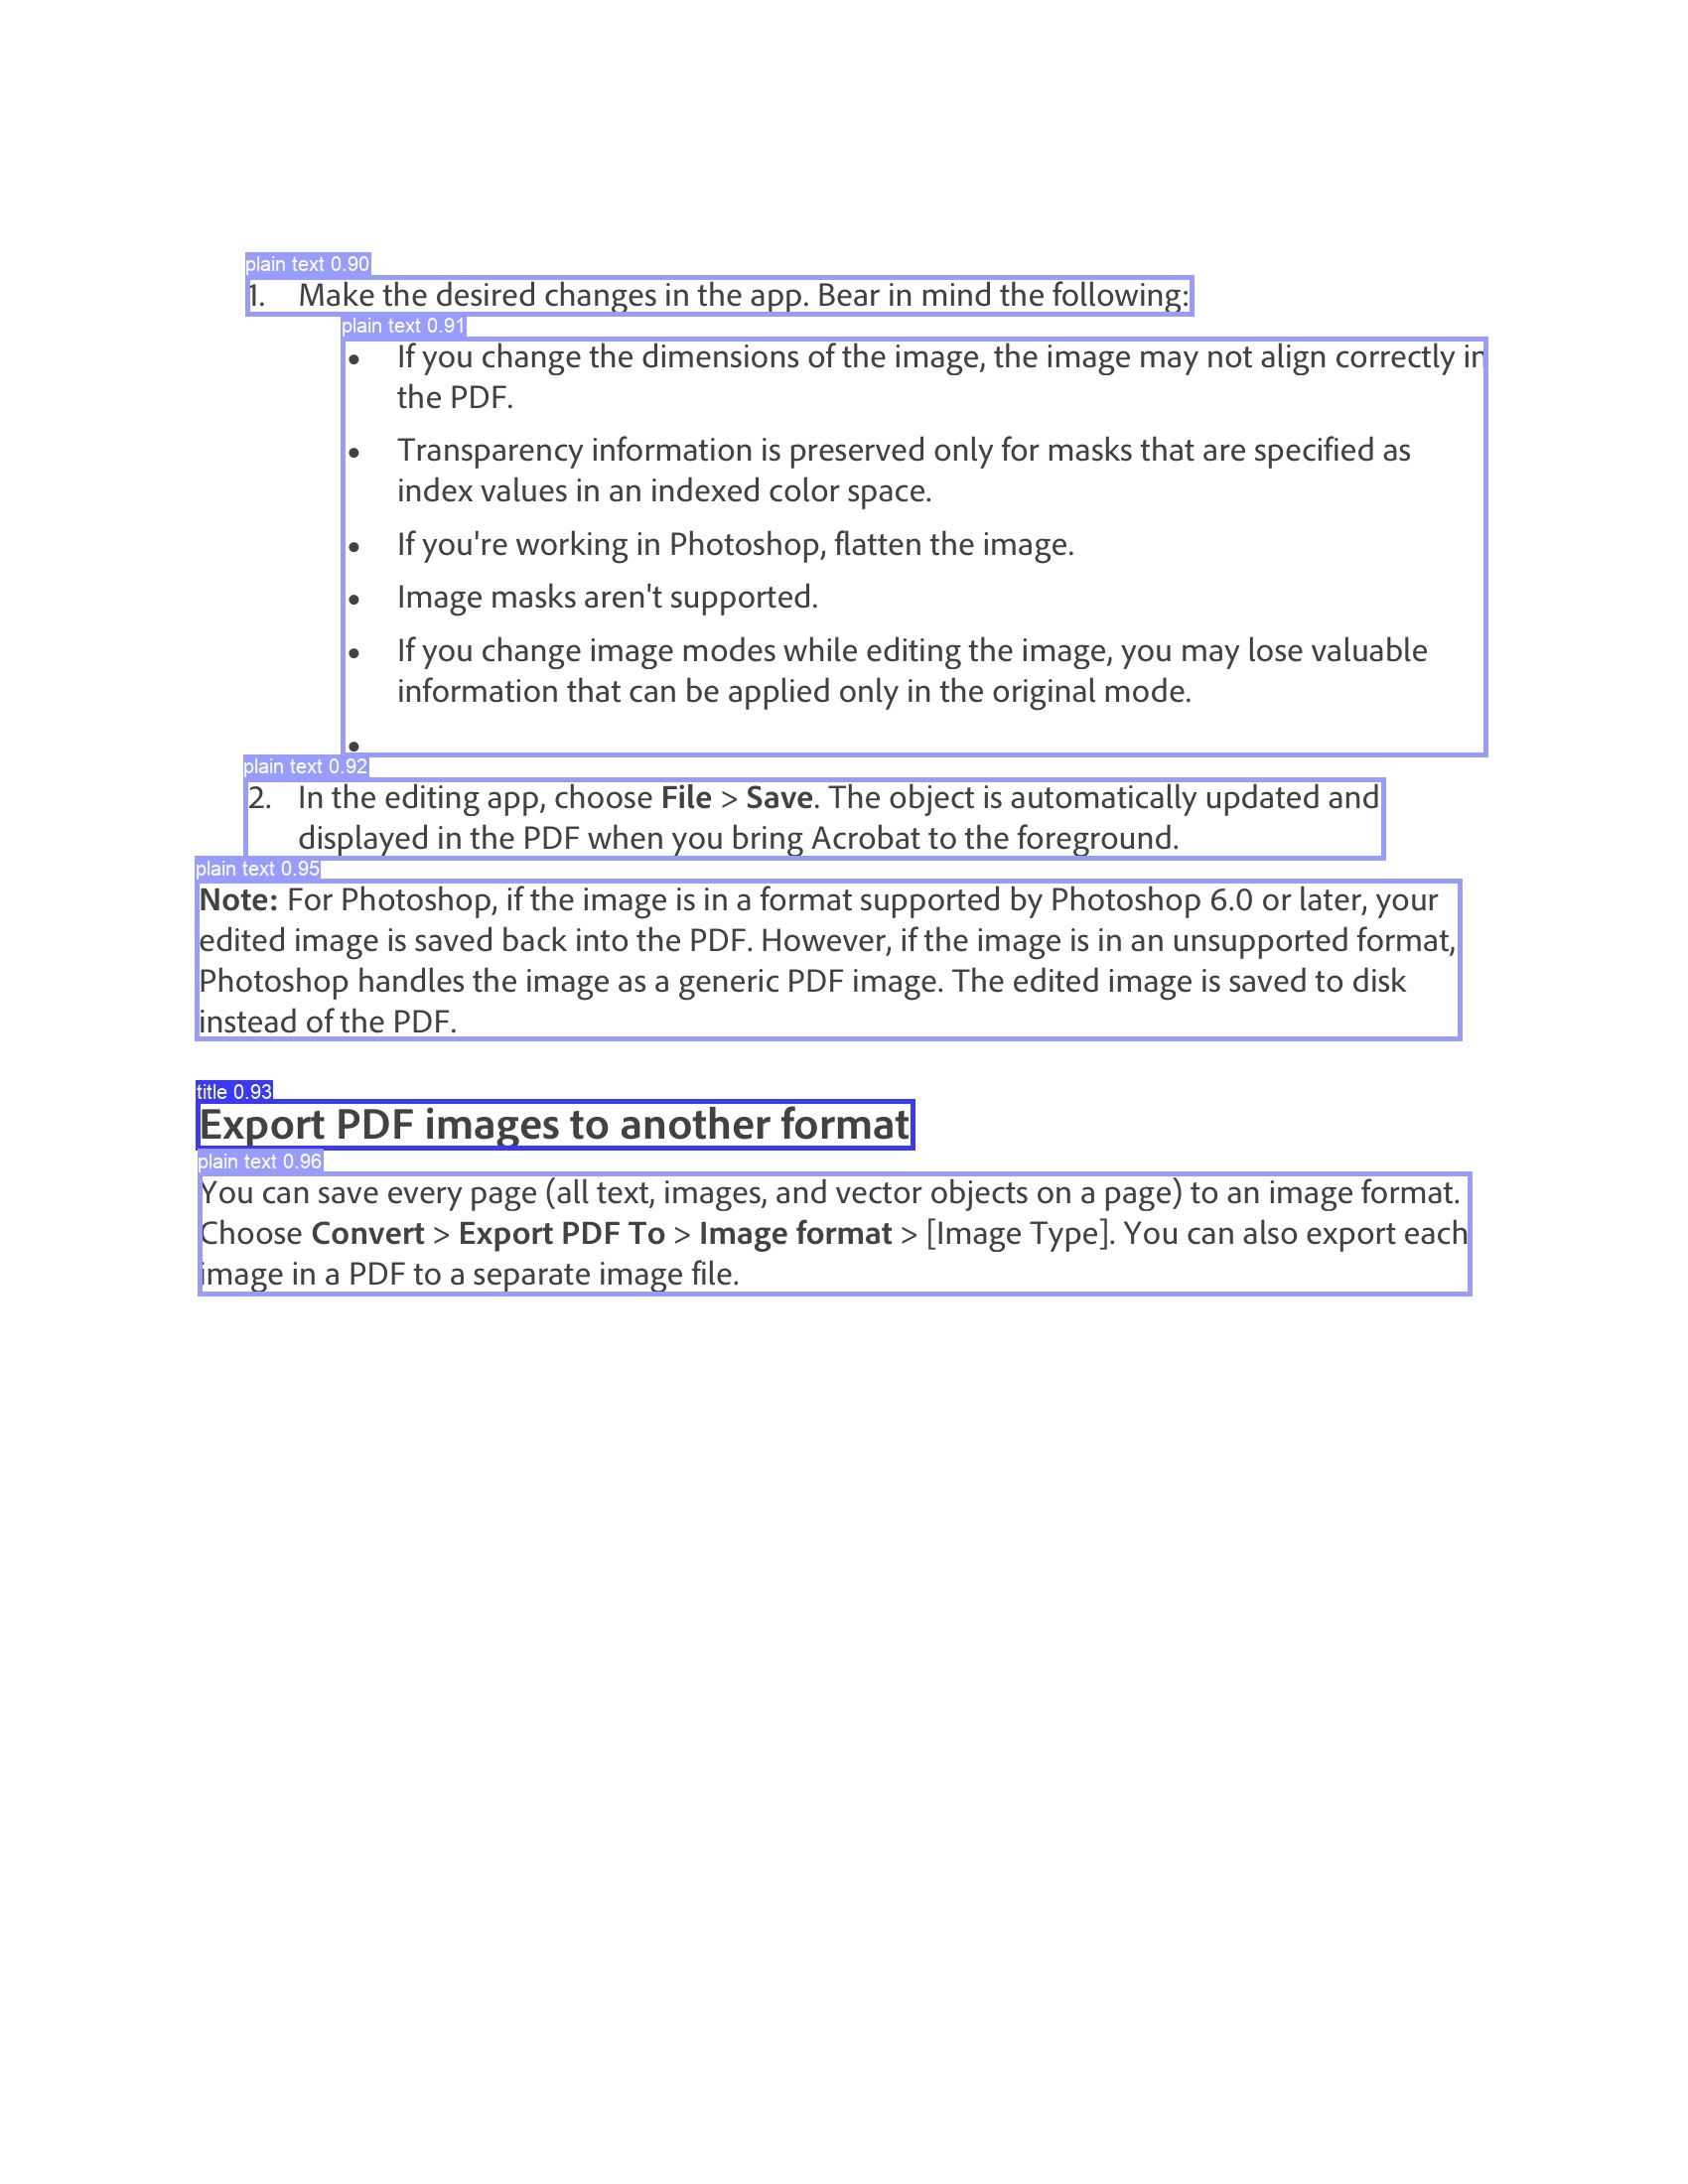 plain text 0.90
1. Make the desired changes in the app. Bear in mind the following:
plain text 0.91
• If you change the dimensions of the image, the image may not align correctly in
the PDF.
• Transparency information is preserved only for masks that are specified as
index values in an indexed color space.
• If you're working in Photoshop, flatten the image.
• Image masks aren't supported.
• If you change image modes while editing the image, you may lose valuable
information that can be applied only in the original mode.
•
plain text 0.92
2. In the editing app, choose File > Save. The object is automatically updated and
displayed in the PDF when you bring Acrobat to the foreground.
plain text 0.95
Note: For Photoshop, if the image is in a format supported by Photoshop 6.0 or later, your
edited image is saved back into the PDF. However, if the image is in an unsupported format,
Photoshop handles the image as a generic PDF image. The edited image is saved to disk
instead of the PDF.
title 0.93
Export PDF images to another format
plain text 0.96
You can save every page (all text, images, and vector objects on a page) to an image format.
Choose Convert > Export PDF To > Image format > [Image Type]. You can also export each
image in a PDF to a separate image file.